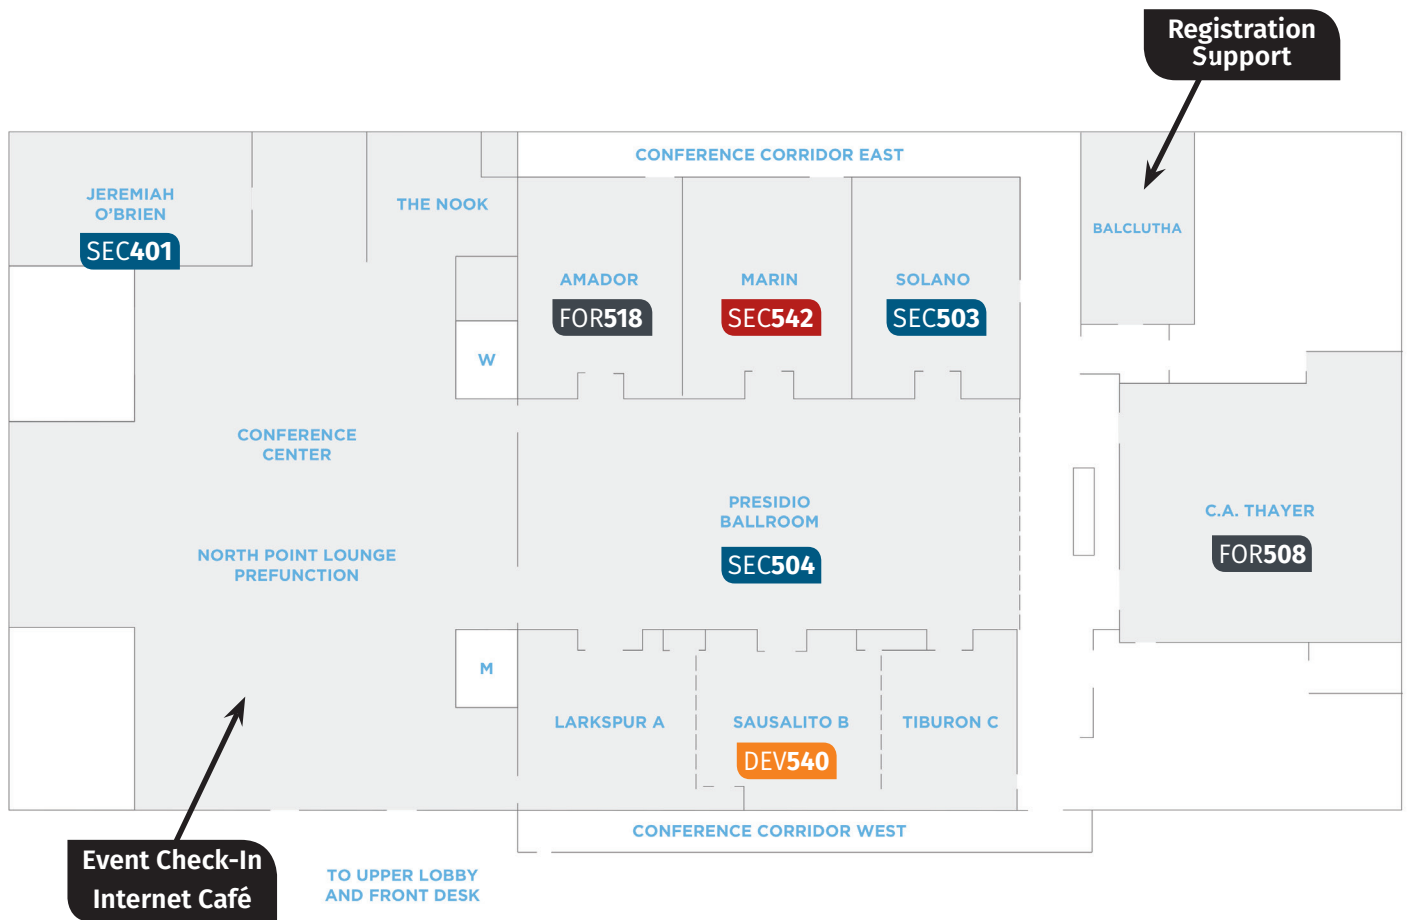 Registration
Support
CONFERENCE CORRIDOR EAST
JEREMIAH
O'BRIEN
SEC401
THE NOOK
BALCLUTHA
AMADOR
FOR518
MARIN
SEC542
SOLANO
SEC503
W
CONFERENCE
CENTER
PRESIDIO
BALLROOM
SEC504
C.A. THAYER
FOR508
NORTH POINT LOUNGE
PREFUNCTION
M
LARKSPUR A
SAUSALITO B
DEV540
TIBURON C
CONFERENCE CORRIDOR WEST
Event Check-In
Internet Café
TO UPPER LOBBY
AND FRONT DESK